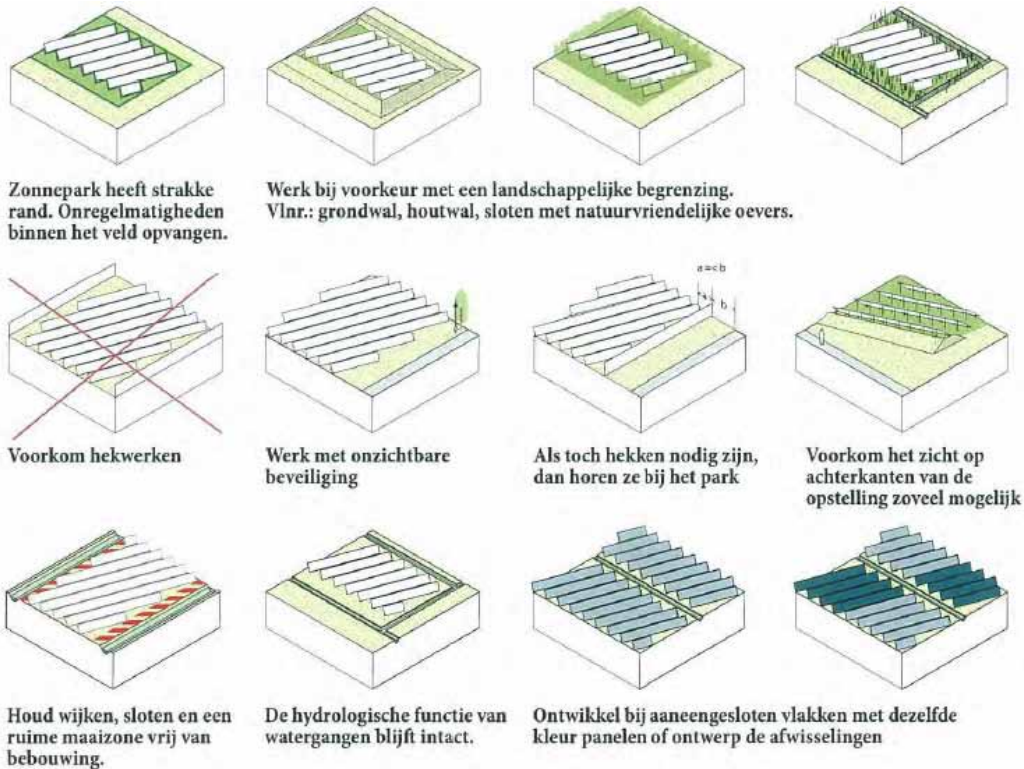 Zonnepark heeft strakke
rand. Onregelmatigheden
binnen het veld opvangen.
Werk bij voorkeur met een landschappelijke begrenzing.
Vlnr.: grondwal, houtwal, sloten met natuurvriendelijke oevers.
a=<b
b
Voorkom hekwerken
Werk met onzichtbare
beveiliging
Als toch hekken nodig zijn,
dan horen ze bij het park
Voorkom het zicht op
achterkanten van de
opstelling zoveel mogelijk
Houd wijken, sloten en een
ruime maaizone vrij van
bebouwing.
De hydrologische functie van
watergangen blijft intact.
Ontwikkel bij aaneengesloten vlakken met dezelfde
kleur panelen of ontwerp de afwisselingen